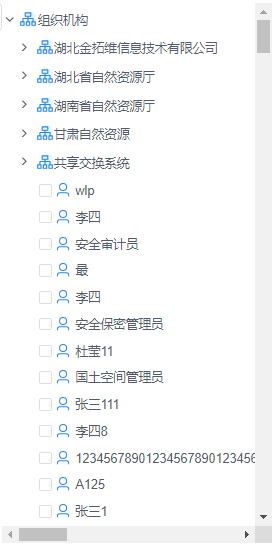 组织机构
湖北金拓维信息技术有限公司
湖北省自然资源厅
湖南省自然资源厅
甘肃自然资源
共享交换系统
wlp
李四
安全审计员
最
李四
安全保密管理员
杜莹11
国土空间管理员
张三111
李四8
12345678901234567890123456
A125
张三1